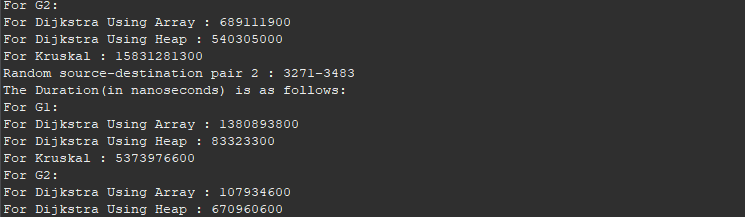 For G2:
For Dijkstra Using Array : 689111900
For Dijkstra Using Heap : 540305000
For Kruskal : 15831281300
Random source-destination pair 2 : 3271-3483
The Duration(in nanoseconds) is as follows:
For G1:
For Dijkstra Using Array : 1380893800
For Dijkstra Using Heap : 83323300
For Kruskal : 5373976600
For G2:
For Dijkstra Using Array : 107934600
For Dijkstra Using Heap : 670960600